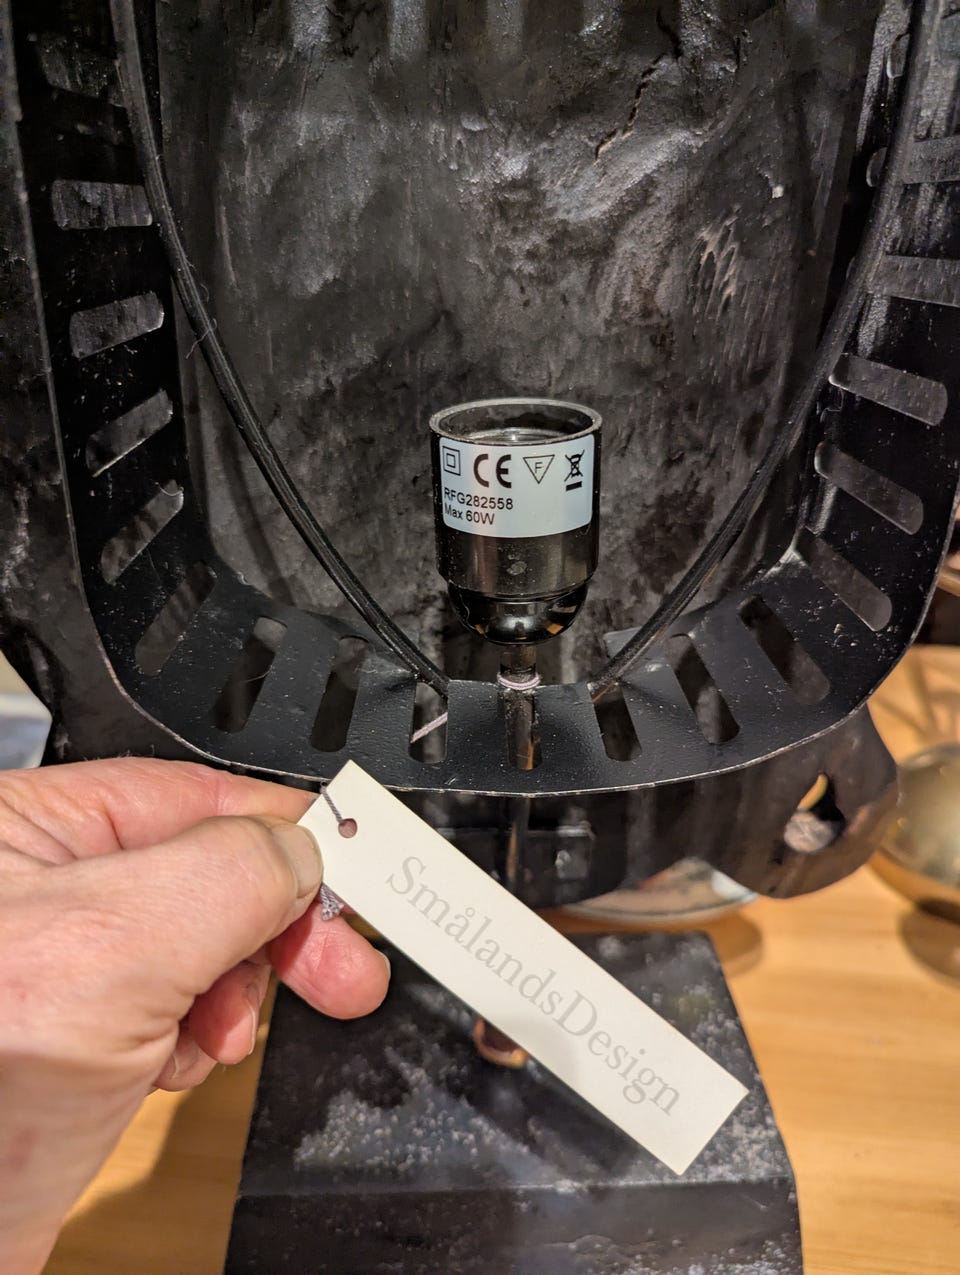 CE
F
RFG282558
Max 60W
SmålandsDesign